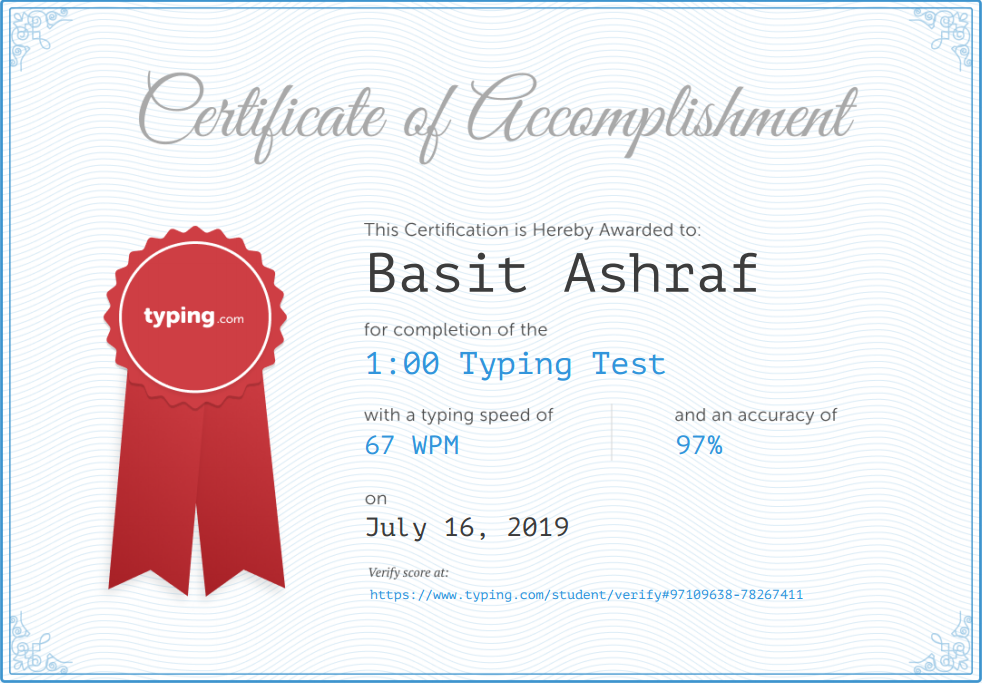 Certificate of Accomplishment
This Certification is Hereby Awarded to:
Basit Ashraf
typing.com
for completion of the
1:00 Typing Test
with a typing speed of
and an accuracy of
67 WPM
97%
on
July 16, 2019
Verify score at:
https://www.typing.com/student/verify#97109638-78267411